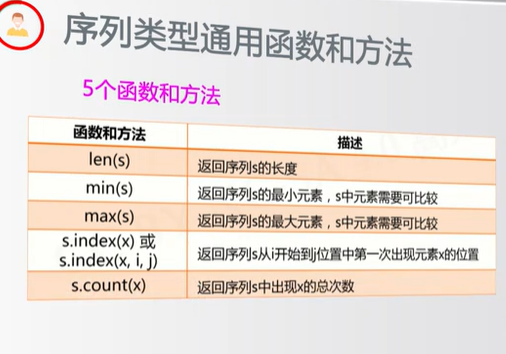 序列类型通用函数和方法
5个函数和方法
函数和方法 描述
len(s) 返回序列s的长度
min(s) 返回序列s的最小元素，s中元素需要可比较
max(s) 返回序列s的最大元素，s中元素需要可比较
s.index(x) 或
s.index(x, i, j) 返回序列s从i开始到j位置中第一次出现元素x的位置
s.count(x) 返回序列s中出现x的总次数